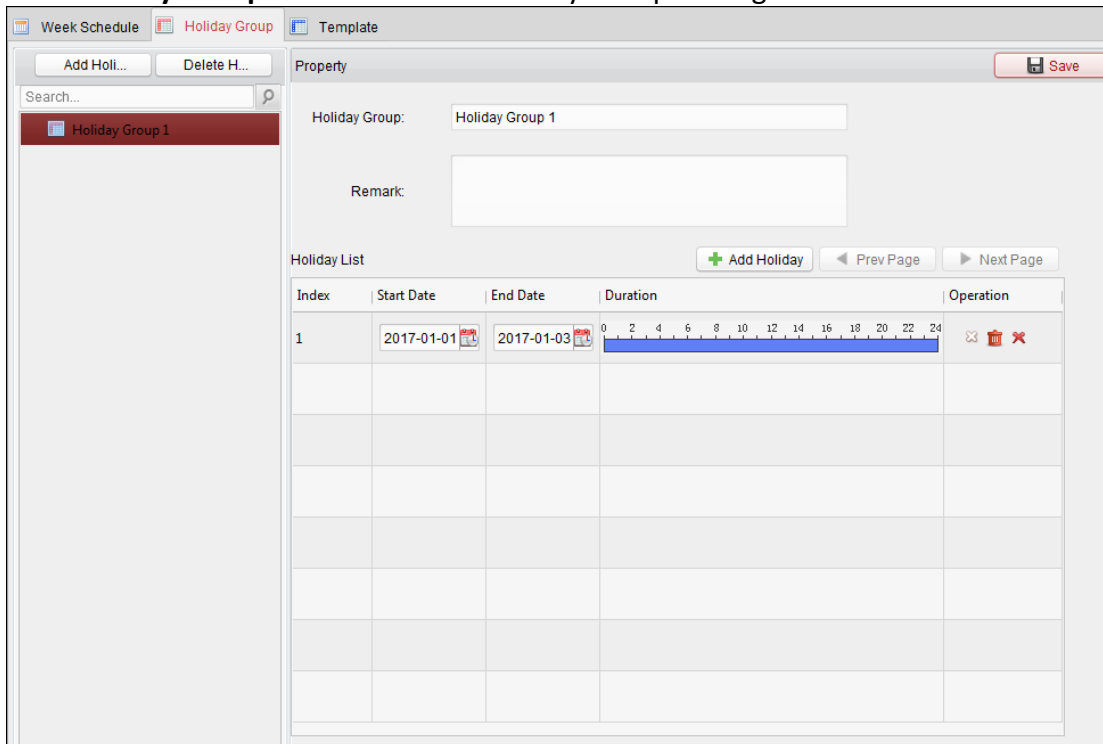 Week Schedule Holiday Group Template
Add Holi... Delete H...
Search...
Holiday Group 1
Property Save
Holiday Group: Holiday Group 1
Remark:
Holiday List Add Holiday Prev Page Next Page
Index Start Date End Date Duration Operation
0 2 4 6 8 10 12 14 16 18 20 22 24
1 2017-01-01 2017-01-03